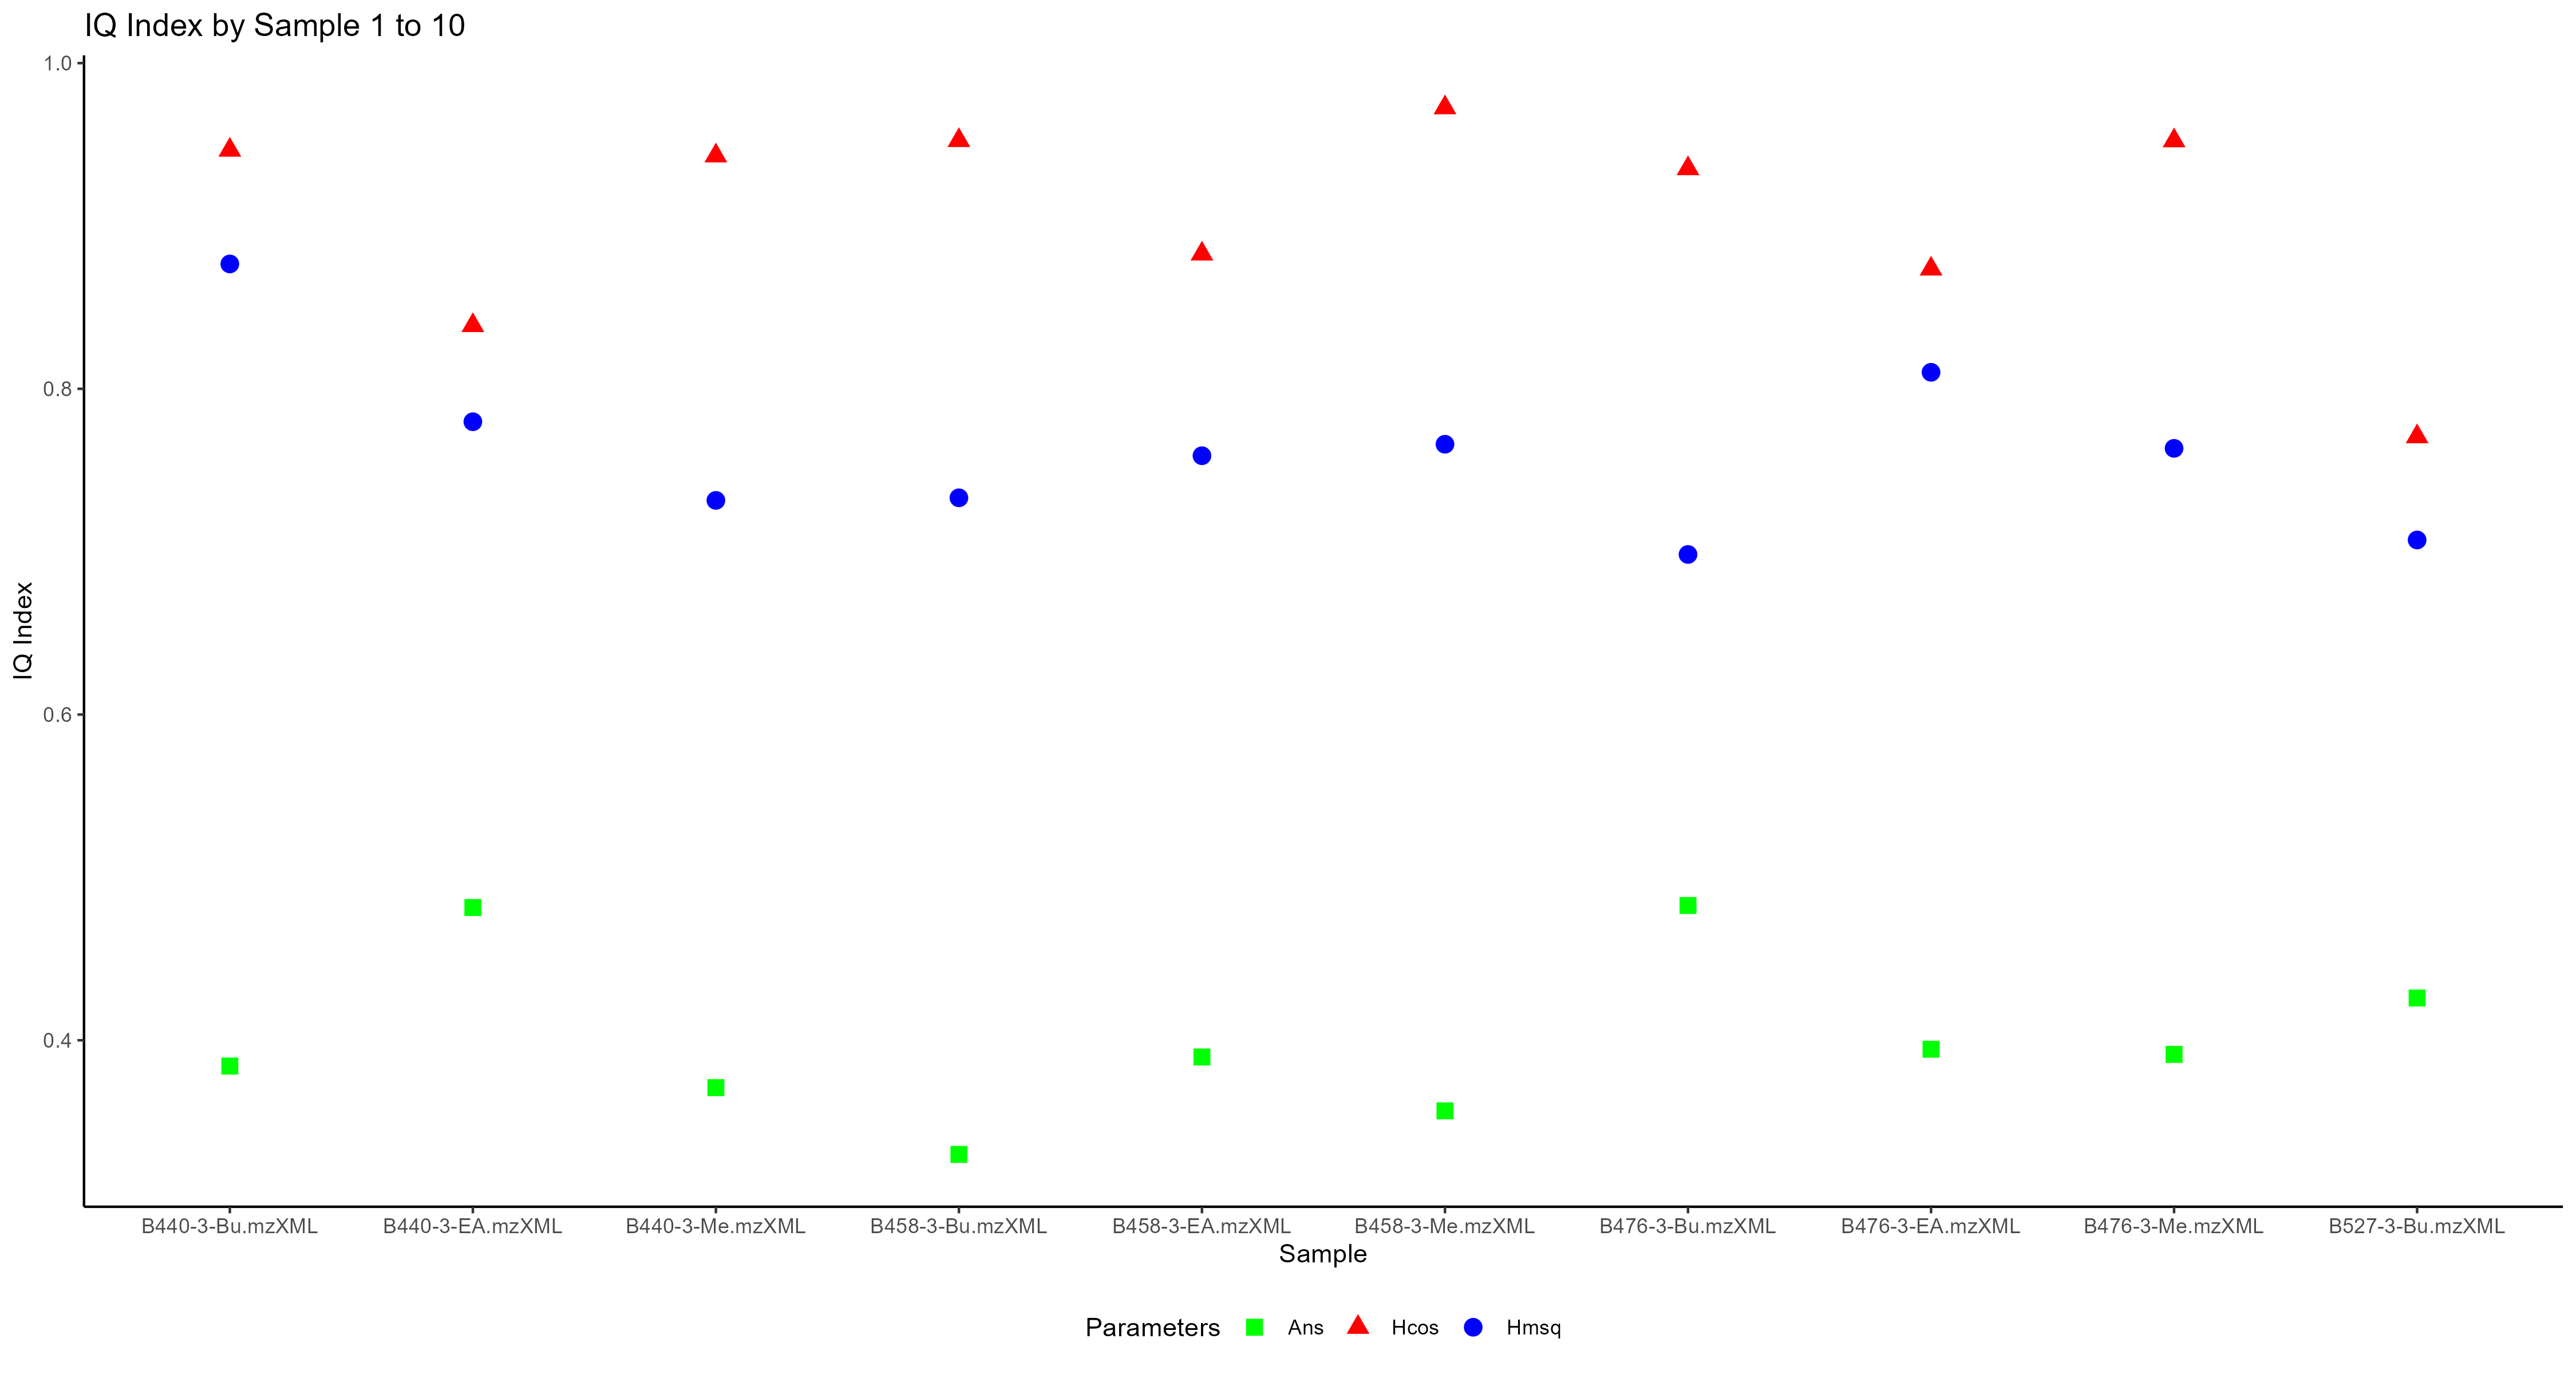 IQ Index by Sample 1 to 10
IQ Index
1.0
0.8
0.6
0.4
B440-3-Bu.mzXML B440-3-EA.mzXML B440-3-Me.mzXML B458-3-Bu.mzXML B458-3-EA.mzXML B458-3-Me.mzXML B476-3-Bu.mzXML B476-3-EA.mzXML B476-3-Me.mzXML B527-3-Bu.mzXML
Sample
Parameters Ans Hcos Hmsq